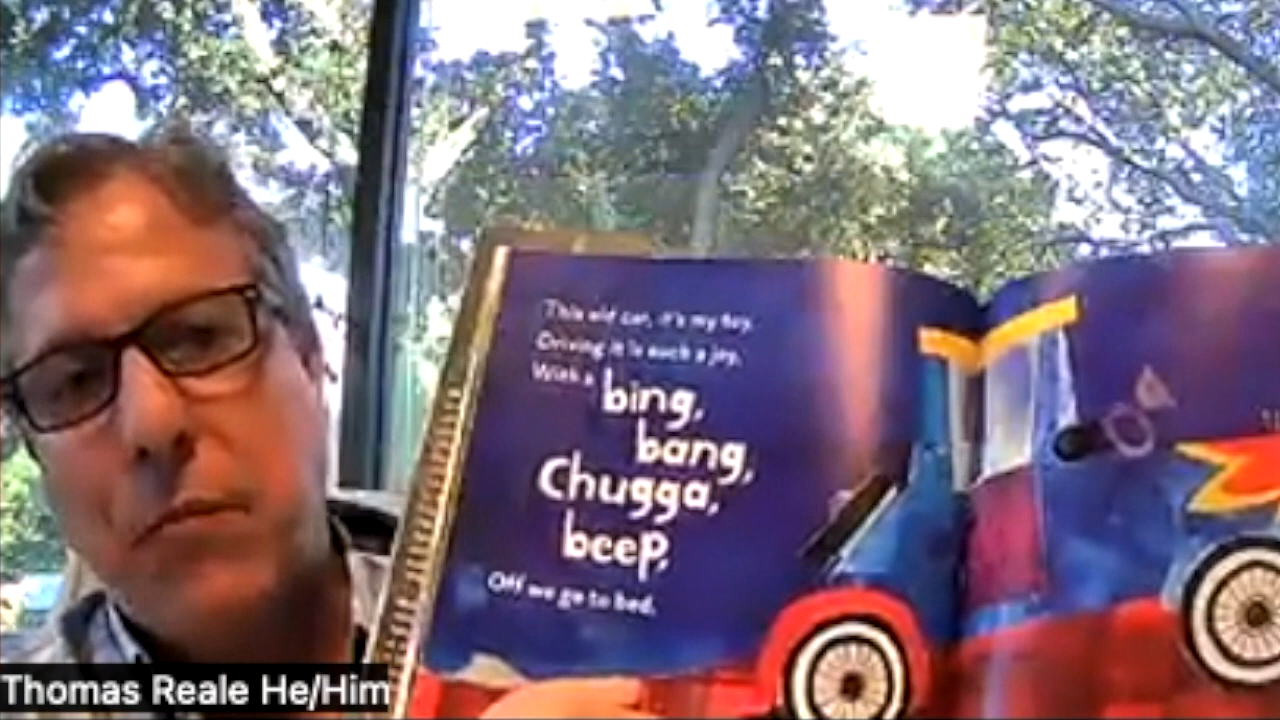 This old car, it's my toy.
Driving it is such a joy.
With a bing,
bang,
Chugga,
beep,
Off we go to bed.
Thomas Reale He/Him